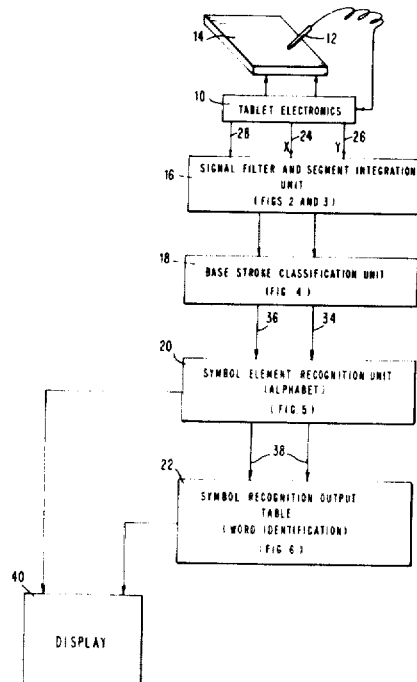 14
12
10
TABLET ELECTRONICS
28
24
26
X
Y
16
SIGNAL FILTER AND SEGMENT INTEGRATION
UNIT
(FIGS 2 AND 3)
18
BASE STROKE CLASSIFICATION UNIT
(FIG 4)
36
34
20
SYMBOL ELEMENT RECOGNITION UNIT
(ALPHABET)
(FIG 5)
38
22
SYMBOL RECOGNITION OUTPUT
TABLE
(WORD IDENTIFICATION)
(FIG 6)
40
DISPLAY